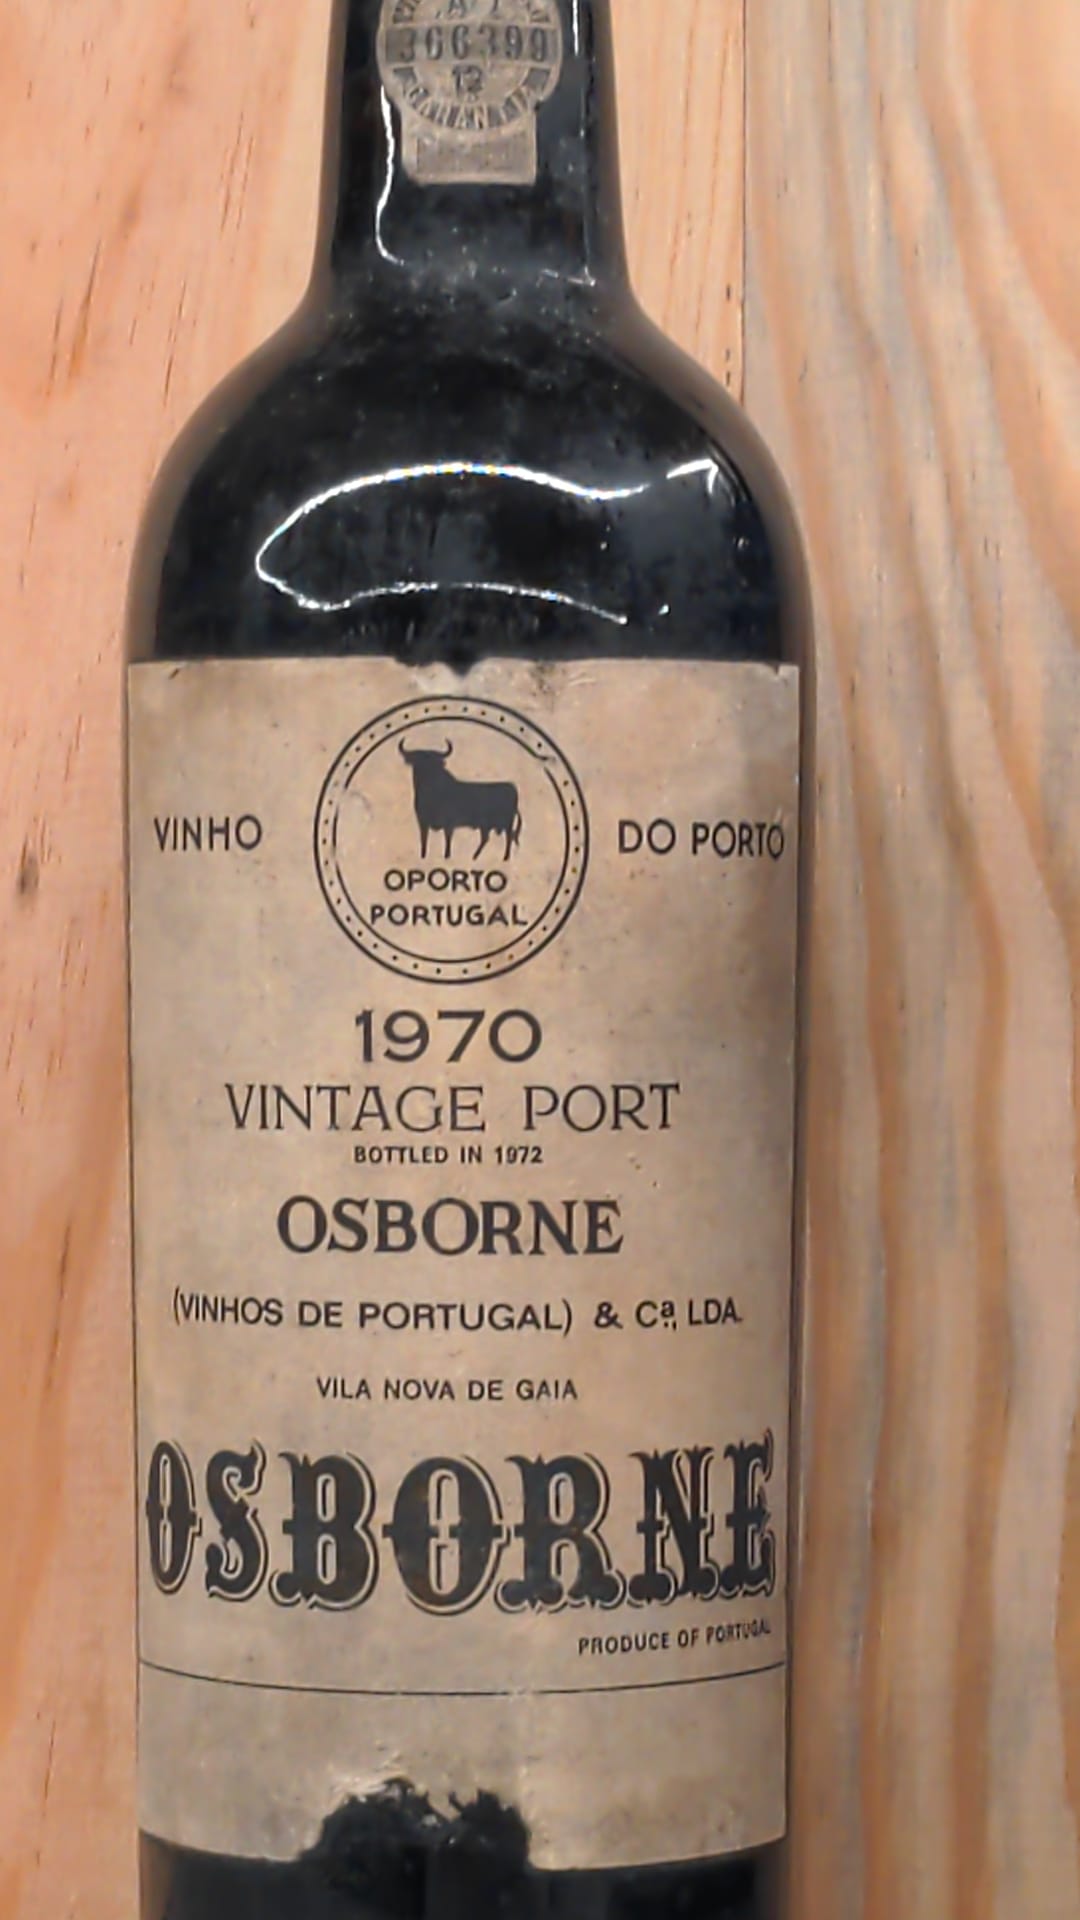 366399
12
GARANTIA
VINHO
DO PORTO
OPORTO
PORTUGAL
1970
VINTAGE PORT
BOTTLED IN 1972
OSBORNE
(VINHOS DE PORTUGAL) & Cª., LDA.
VILA NOVA DE GAIA
OSBORNE
PRODUCE OF PORTUGAL